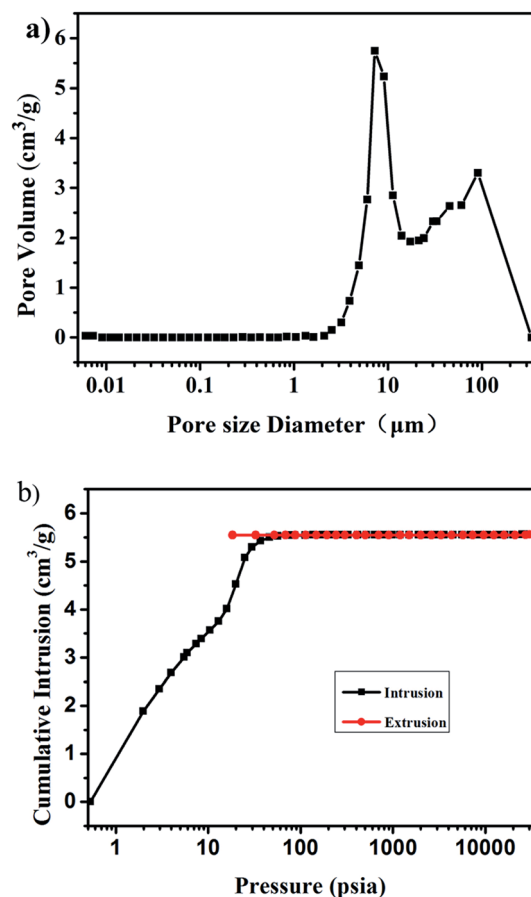 a)
6
5
4
3
2
1
0
Pore Volume (cm³/g)
0.01 0.1 1 10 100
Pore size Diameter（μm）
b)
6
5
4
3
2
1
0
Cumulative Intrusion (cm³/g)
Intrusion
Extrusion
1 10 100 1000 10000
Pressure (psia)